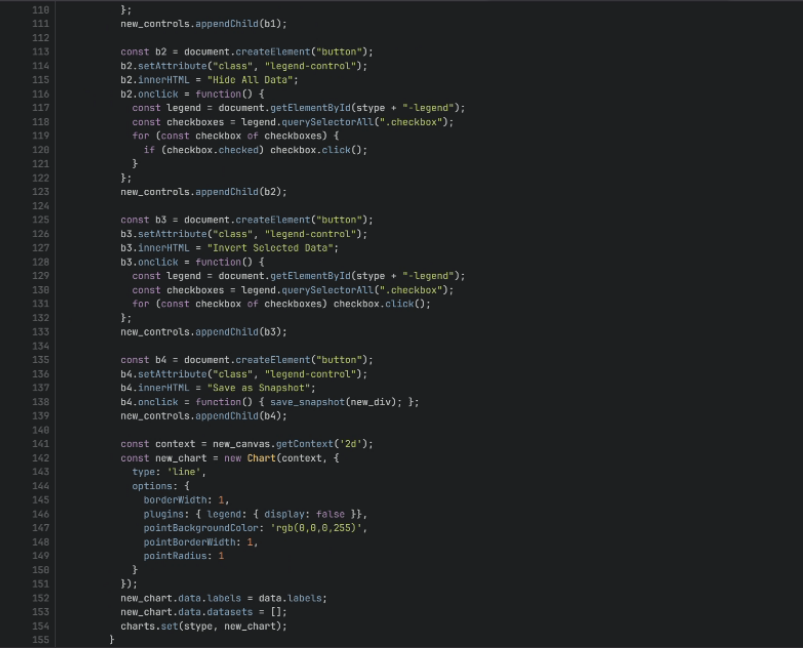 110 };
111 new_controls.appendChild(b1);
112
113 const b2 = document.createElement("button");
114 b2.setAttribute("class", "legend-control");
115 b2.innerHTML = "Hide All Data";
116 b2.onclick = function() {
117 const legend = document.getElementById(stype + "-legend");
118 const checkboxes = legend.querySelectorAll(".checkbox");
119 for (const checkbox of checkboxes) {
120 if (checkbox.checked) checkbox.click();
121 }
122 };
123 new_controls.appendChild(b2);
124
125 const b3 = document.createElement("button");
126 b3.setAttribute("class", "legend-control");
127 b3.innerHTML = "Invert Selected Data";
128 b3.onclick = function() {
129 const legend = document.getElementById(stype + "-legend");
130 const checkboxes = legend.querySelectorAll(".checkbox");
131 for (const checkbox of checkboxes) checkbox.click();
132 };
133 new_controls.appendChild(b3);
134
135 const b4 = document.createElement("button");
136 b4.setAttribute("class", "legend-control");
137 b4.innerHTML = "Save as Snapshot";
138 b4.onclick = function() { save_snapshot(new_div); };
139 new_controls.appendChild(b4);
140
141 const context = new_canvas.getContext('2d');
142 const new_chart = new Chart(context, {
143 type: 'line',
144 options: {
145 borderWidth: 1,
146 plugins: { legend: { display: false }},
147 pointBackgroundColor: 'rgb(0,0,0,255)',
148 pointBorderWidth: 1,
149 pointRadius: 1
150 }
151 });
152 new_chart.data.labels = data.labels;
153 new_chart.data.datasets = [];
154 charts.set(stype, new_chart);
155 }